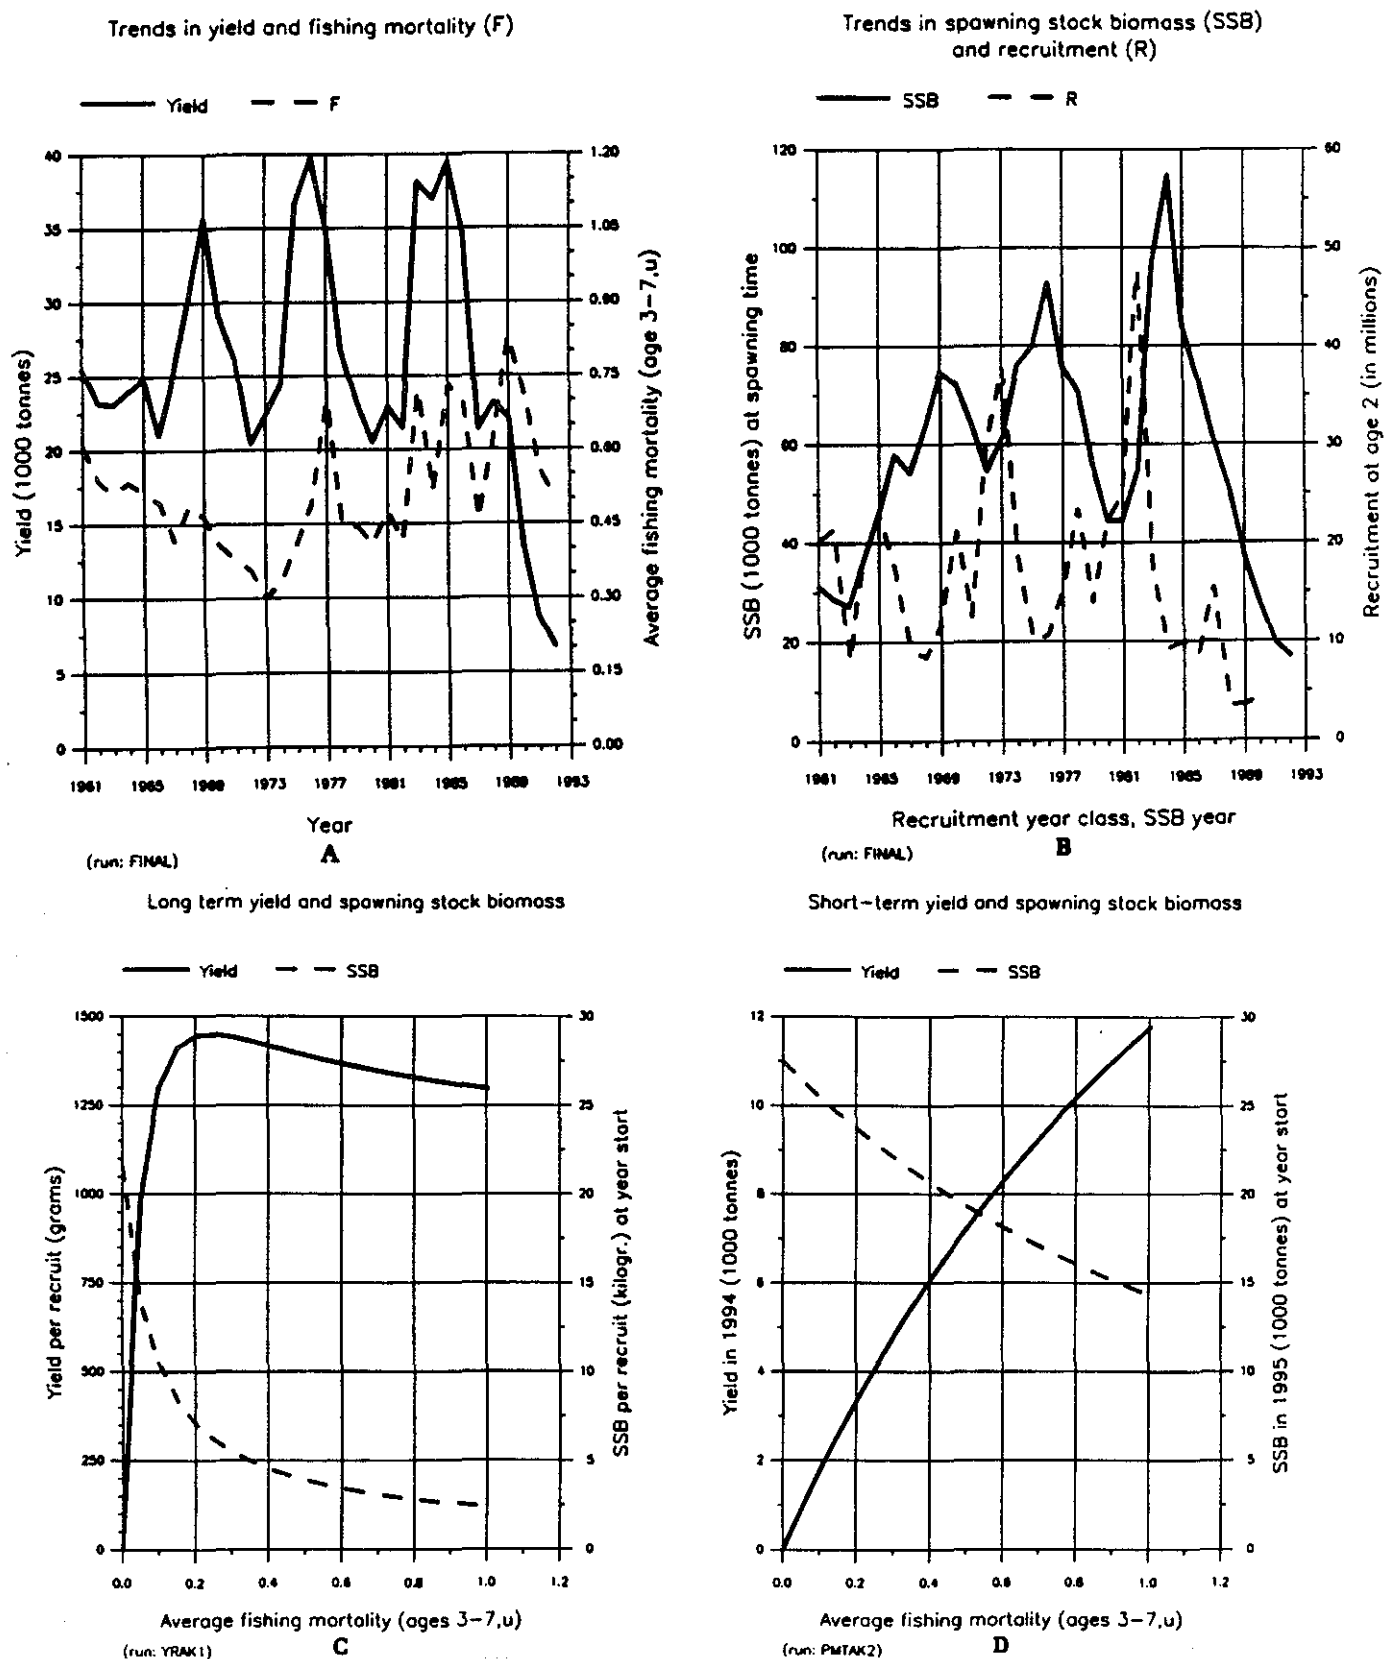 Trends in yield and fishing mortality (F)
Yield F
Yield (1000 tonnes)
40
35
30
25
20
15
10
5
0
1.20
1.05
0.90
0.75
0.60
0.45
0.30
0.15
0.00
Average fishing mortality (age 3-7,u)
1961 1965 1969 1973 1977 1981 1985 1989 1993
Year
(run: FINAL)
A
Trends in spawning stock biomass (SSB)
and recruitment (R)
SSB R
SSB (1000 tonnes) at spawning time
120
100
80
60
40
20
0
60
50
40
30
20
10
0
Recruitment at age 2 (in millions)
1961 1965 1969 1973 1977 1981 1985 1989 1993
Recruitment year class, SSB year
(run: FINAL)
B
Long term yield and spawning stock biomass
Yield SSB
Yield per recruit (grams)
1500
1250
1000
750
500
250
0
30
25
20
15
10
5
0
SSB per recruit (kilogr.) at year start
0.0 0.2 0.4 0.6 0.8 1.0 1.2
Average fishing mortality (ages 3-7,u)
(run: YRAK1)
C
Short-term yield and spawning stock biomass
Yield SSB
Yield in 1994 (1000 tonnes)
12
10
8
6
4
2
0
30
25
20
15
10
5
0
SSB in 1995 (1000 tonnes) at year start
0.0 0.2 0.4 0.6 0.8 1.0 1.2
Average fishing mortality (ages 3-7,u)
(run: PMTAK2)
D